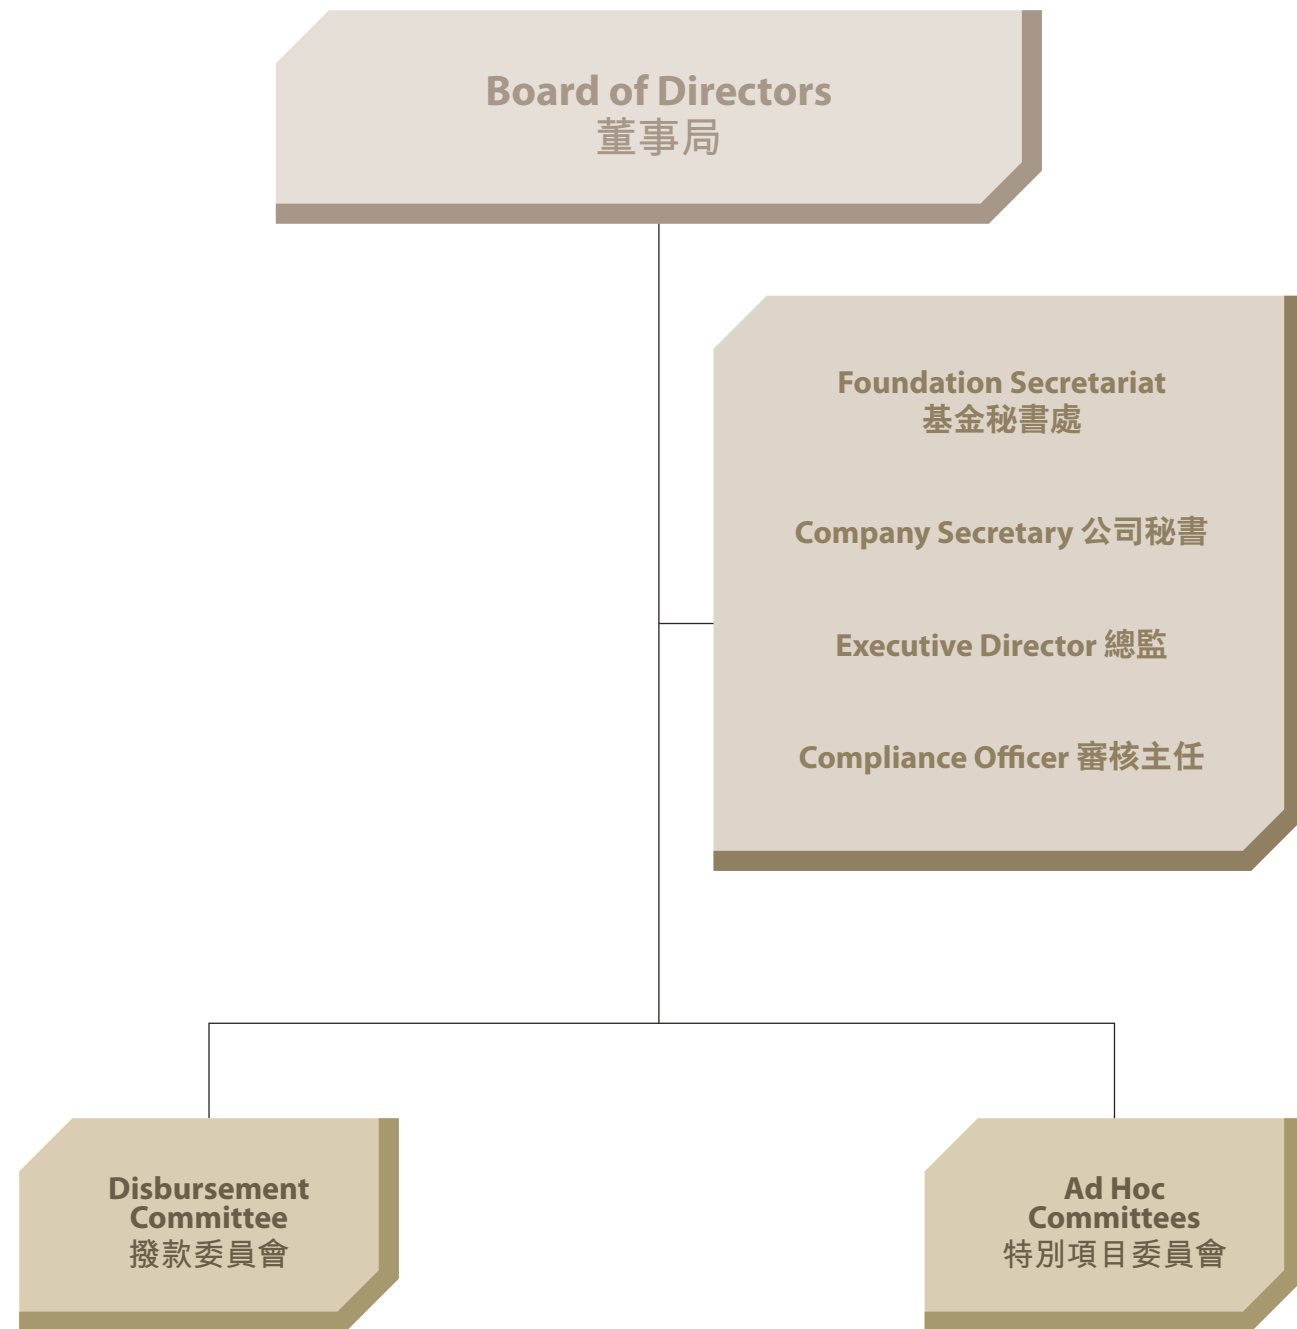 Board of Directors
董事局
Foundation Secretariat
基金秘書處
Company Secretary 公司秘書
Executive Director 總監
Compliance Officer 審核主任
Disbursement
Committee
撥款委員會
Ad Hoc
Committees
特別項目委員會